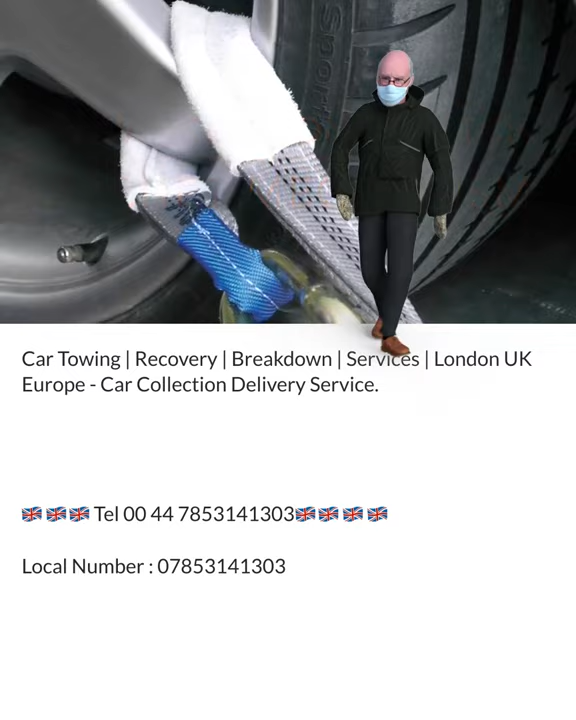 Car Towing | Recovery | Breakdown | Services | London UK
Europe - Car Collection Delivery Service.
🇬🇧 🇬🇧 🇬🇧 Tel 00 44 7853141303🇬🇧 🇬🇧 🇬🇧 🇬🇧
Local Number : 07853141303